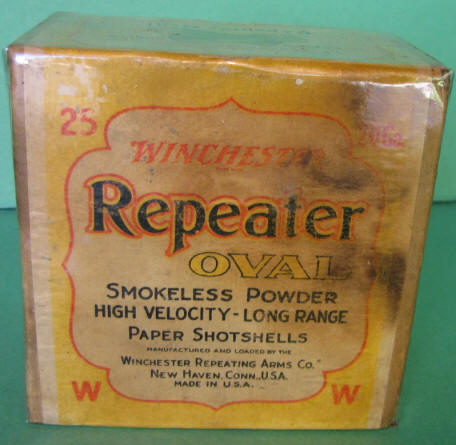 25
WINCHESTER
20Ga.
Repeater
OVAL
SMOKELESS POWDER
HIGH VELOCITY - LONG RANGE
PAPER SHOTSHELLS
MANUFACTURED AND LOADED BY THE
WINCHESTER REPEATING ARMS CO.
NEW HAVEN, CONN., U.S.A.
MADE IN U.S.A.
W W